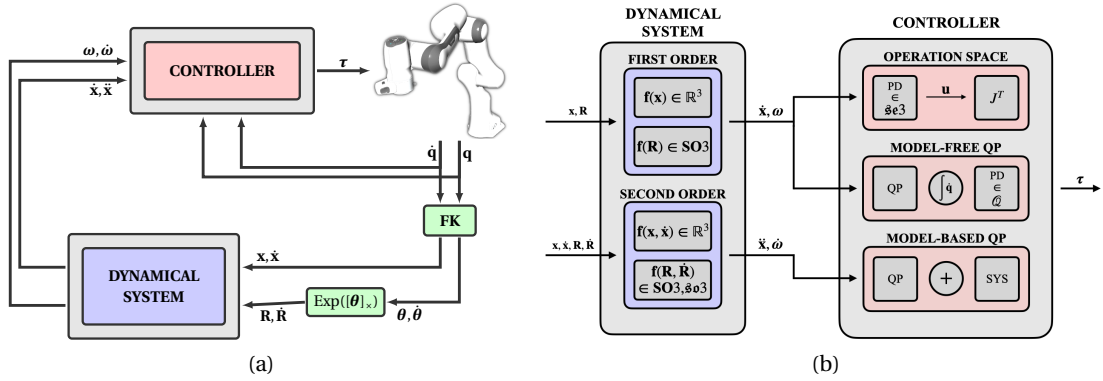 ω, ω̇
ẋ, ẍ
CONTROLLER
τ
q̇
q
FK
x, ẋ
DYNAMICAL
SYSTEM
R, Ṙ
Exp([θ]×)
θ, θ̇
(a)
DYNAMICAL
SYSTEM
FIRST ORDER
f(x) ∈ ℝ³
f(R) ∈ SO3
x, R
ẋ, ω
SECOND ORDER
f(x, ẋ) ∈ ℝ³
f(R, Ṙ)
∈ SO3,𝔰𝔬3
x, ẋ, R, Ṙ
ẍ, ω̇
CONTROLLER
OPERATION SPACE
PD
∈
𝔰𝔢3
u
Jᵀ
MODEL-FREE QP
QP
∫ q̇
PD
∈
𝒬
τ
MODEL-BASED QP
QP
+
SYS
(b)